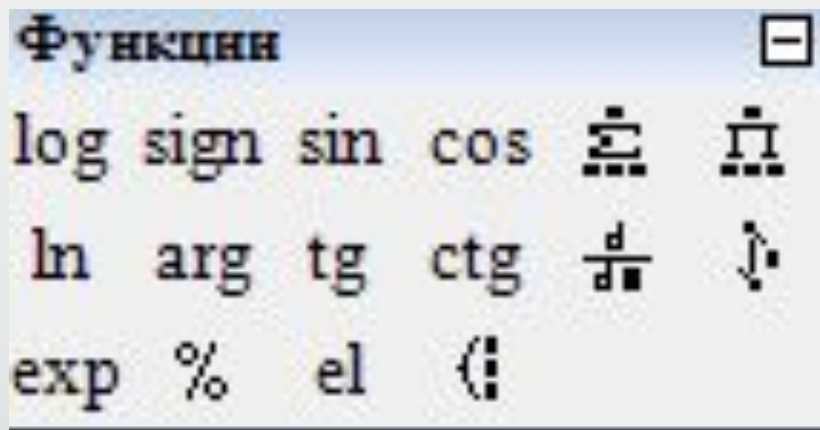 Функции
log sign sin cos Σ Π
ln arg tg ctg d/d ∫
exp % el {